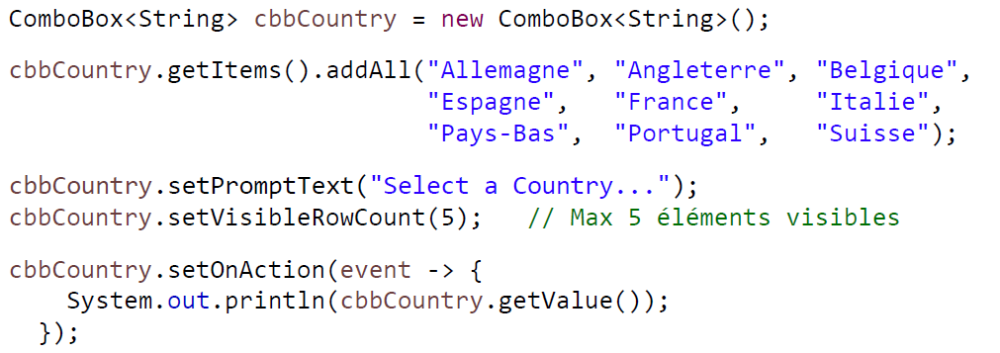 ComboBox<String> cbbCountry = new ComboBox<String>();
cbbCountry.getItems().addAll("Allemagne", "Angleterre", "Belgique",
"Espagne", "France", "Italie",
"Pays-Bas", "Portugal", "Suisse");
cbbCountry.setPromptText("Select a Country...");
cbbCountry.setVisibleRowCount(5); // Max 5 éléments visibles
cbbCountry.setOnAction(event -> {
System.out.println(cbbCountry.getValue());
});